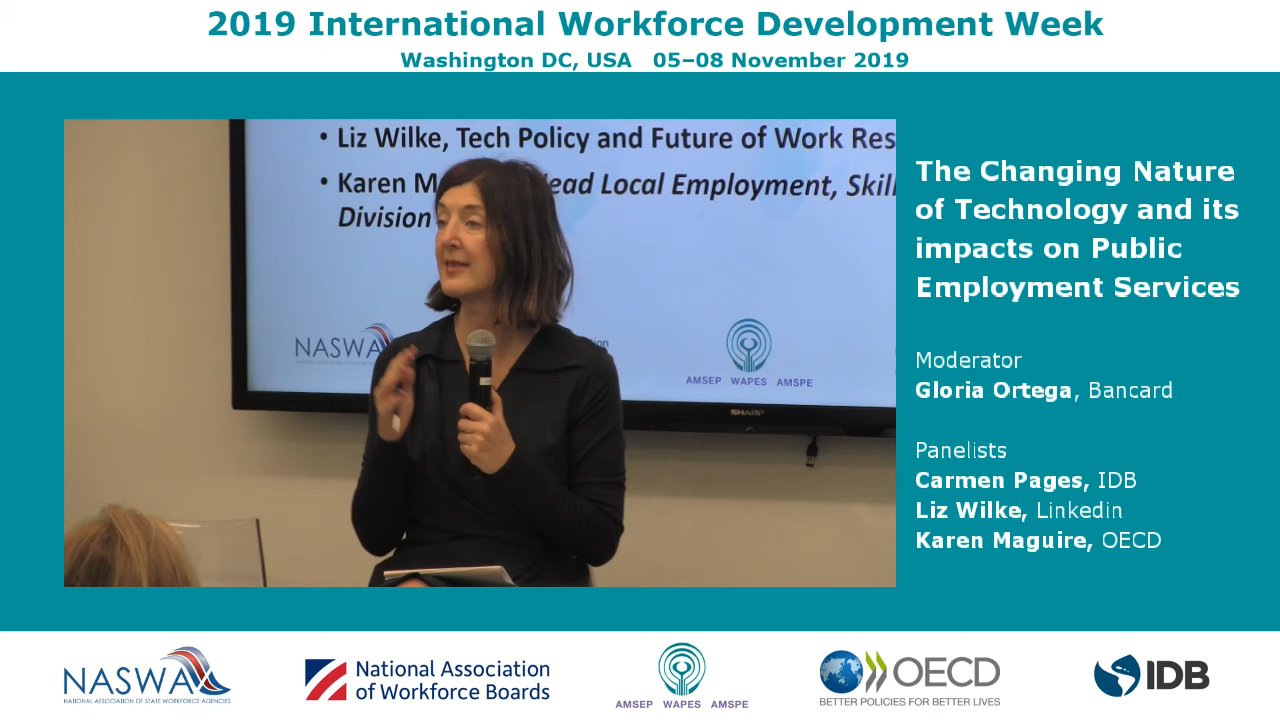 2019 International Workforce Development Week
Washington DC, USA 05–08 November 2019
• Liz Wilke, Tech Policy and Future of Work Res
• Karen M ead Local Employment, Skil
Division
NASWA
AMSEP WAPES AMSPE
SHARP
The Changing Nature
of Technology and its
impacts on Public
Employment Services
Moderator
Gloria Ortega, Bancard
Panelists
Carmen Pages, IDB
Liz Wilke, Linkedin
Karen Maguire, OECD
NASWA
NATIONAL ASSOCIATION OF STATE WORKFORCE AGENCIES
National Association
of Workforce Boards
AMSEP WAPES AMSPE
OECD
BETTER POLICIES FOR BETTER LIVES
IDB